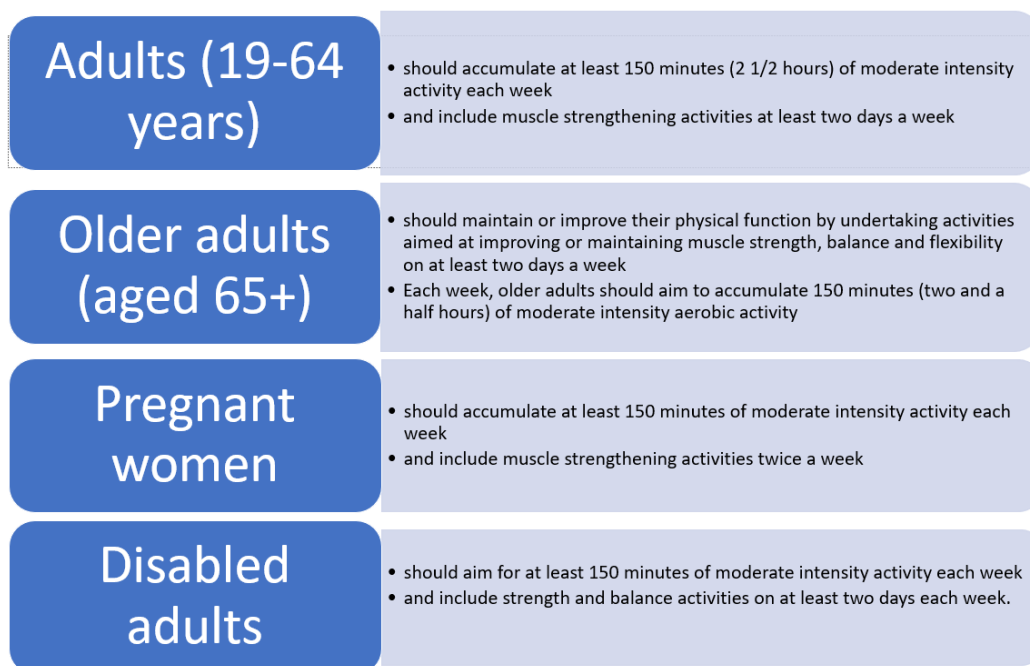 Adults (19-64
years)
• should accumulate at least 150 minutes (2 1/2 hours) of moderate intensity
activity each week
• and include muscle strengthening activities at least two days a week
Older adults
(aged 65+)
• should maintain or improve their physical function by undertaking activities
aimed at improving or maintaining muscle strength, balance and flexibility
on at least two days a week
• Each week, older adults should aim to accumulate 150 minutes (two and a
half hours) of moderate intensity aerobic activity
Pregnant
women
• should accumulate at least 150 minutes of moderate intensity activity each
week
• and include muscle strengthening activities twice a week
Disabled
adults
• should aim for at least 150 minutes of moderate intensity activity each week
• and include strength and balance activities on at least two days each week.